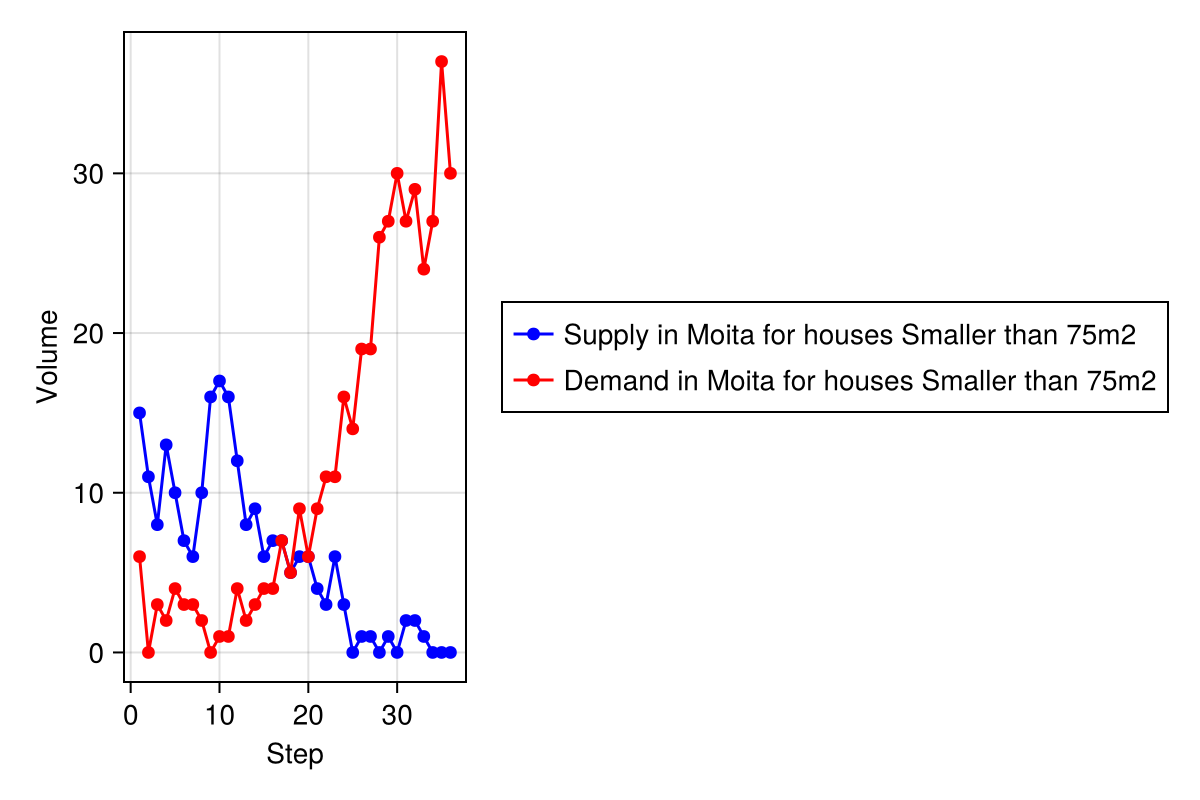 30
20
10
0
Volume
0 10 20 30
Step
Supply in Moita for houses Smaller than 75m2
Demand in Moita for houses Smaller than 75m2